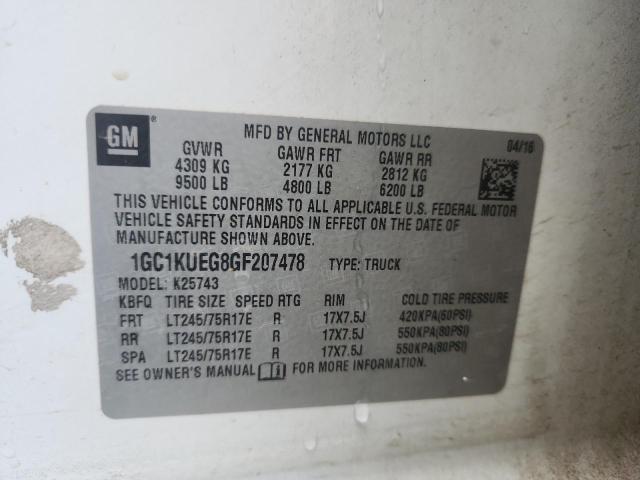 GM
MFD BY GENERAL MOTORS LLC
04/16
GVWR GAWR FRT GAWR RR
4309 KG 2177 KG 2812 KG
9500 LB 4800 LB 6200 LB
THIS VEHICLE CONFORMS TO ALL APPLICABLE U.S. FEDERAL MOTOR
VEHICLE SAFETY STANDARDS IN EFFECT ON THE DATE OF
MANUFACTURE SHOWN ABOVE.
1GC1KUEG8GF207478 TYPE: TRUCK
MODEL: K25743
KBFQ TIRE SIZE SPEED RTG RIM COLD TIRE PRESSURE
FRT LT245/75R17E R 17X7.5J 420KPA(60PSI)
RR LT245/75R17E R 17X7.5J 550KPA(80PSI)
SPA LT245/75R17E R 17X7.5J 550KPA(80PSI)
SEE OWNER'S MANUAL FOR MORE INFORMATION.